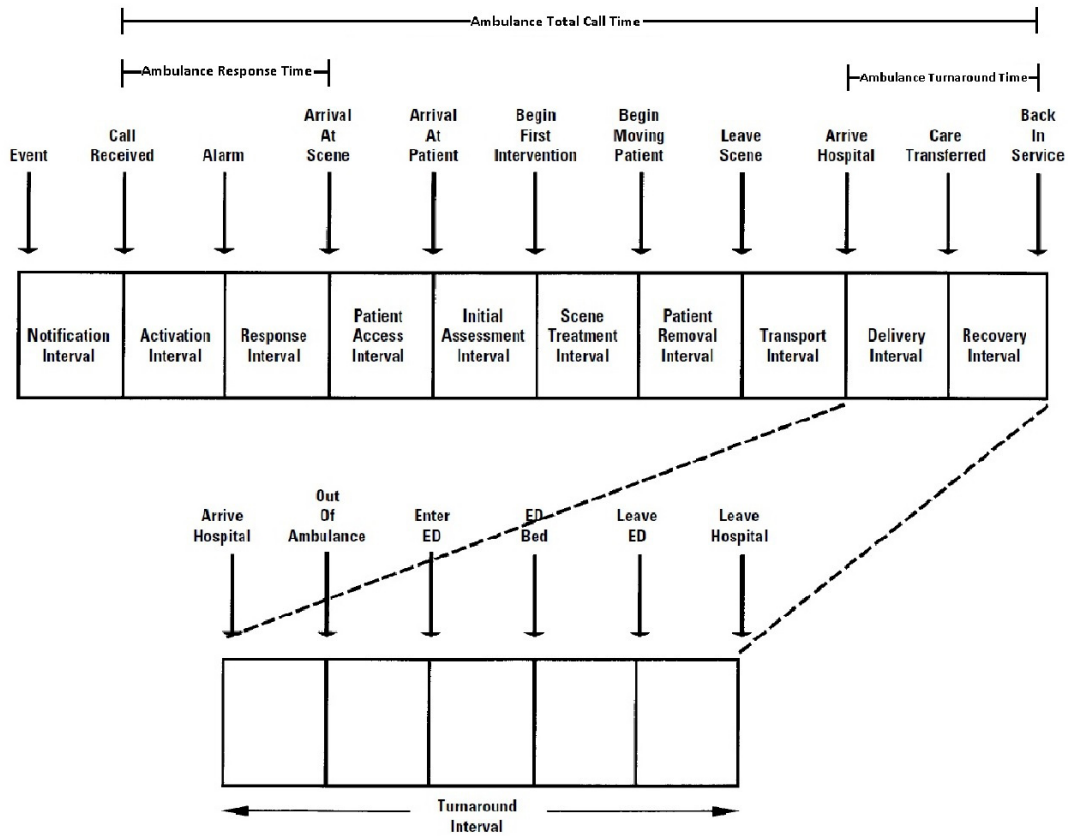 Ambulance Total Call Time
Ambulance Response Time
Ambulance Turnaround Time
Event
Call
Received
Alarm
Arrival
At
Scene
Arrival
At
Patient
Begin
First
Intervention
Begin
Moving
Patient
Leave
Scene
Arrive
Hospital
Care
Transferred
Back
In
Service
Notification
Interval
Activation
Interval
Response
Interval
Patient
Access
Interval
Initial
Assessment
Interval
Scene
Treatment
Interval
Patient
Removal
Interval
Transport
Interval
Delivery
Interval
Recovery
Interval
Arrive
Hospital
Out
Of
Ambulance
Enter
ED
ED
Bed
Leave
ED
Leave
Hospital
Turnaround
Interval